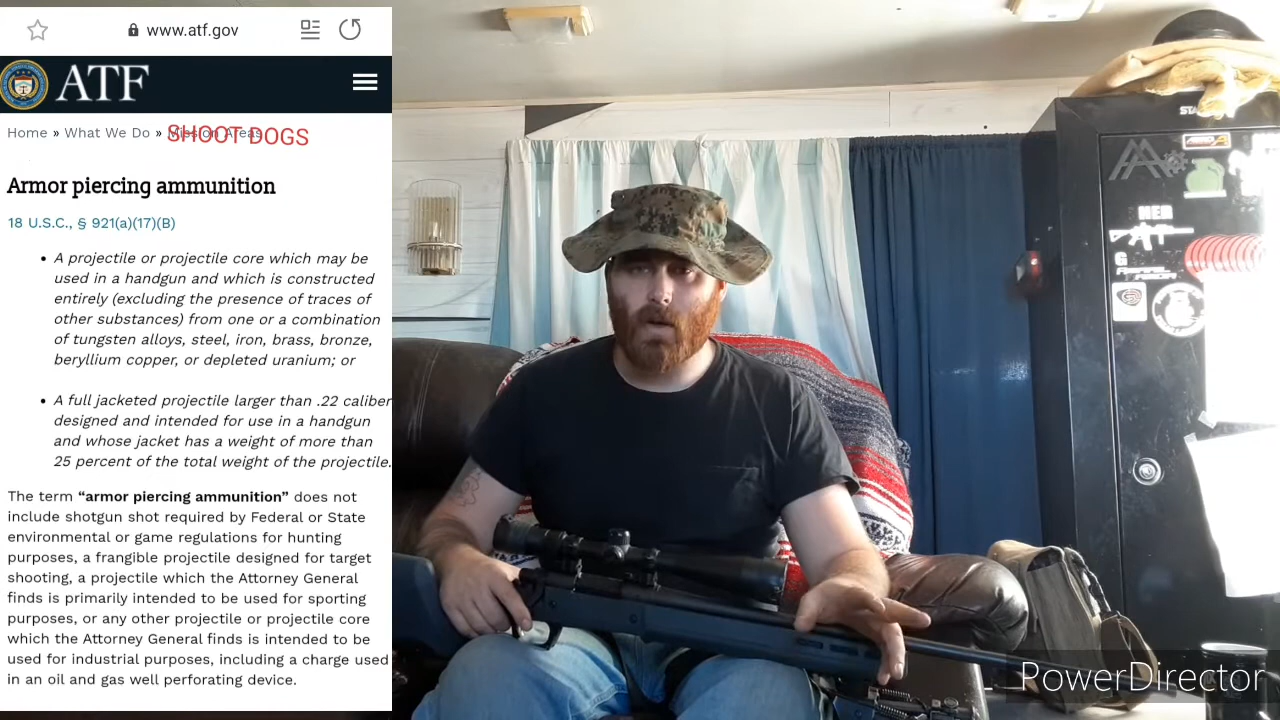 www.atf.gov
ATF
Home » What We Do » Mission Areas
SHOOT DOGS
Armor piercing ammunition
18 U.S.C., § 921(a)(17)(B)
• A projectile or projectile core which may be
used in a handgun and which is constructed
entirely (excluding the presence of traces of
other substances) from one or a combination
of tungsten alloys, steel, iron, brass, bronze,
beryllium copper, or depleted uranium; or
• A full jacketed projectile larger than .22 caliber
designed and intended for use in a handgun
and whose jacket has a weight of more than
25 percent of the total weight of the projectile.
The term “armor piercing ammunition” does not
include shotgun shot required by Federal or State
environmental or game regulations for hunting
purposes, a frangible projectile designed for target
shooting, a projectile which the Attorney General
finds is primarily intended to be used for sporting
purposes, or any other projectile or projectile core
which the Attorney General finds is intended to be
used for industrial purposes, including a charge used
in an oil and gas well perforating device.
PowerDirector